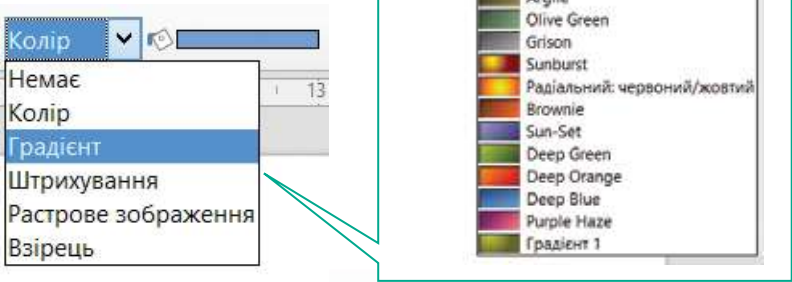 Колір
Немає
Колір
Градієнт
Штрихування
Растрове зображення
Взірець
13
Argile
Olive Green
Grison
Sunburst
Радіальний: червоний/жовтий
Brownie
Sun-Set
Deep Green
Deep Orange
Deep Blue
Purple Haze
Градієнт 1